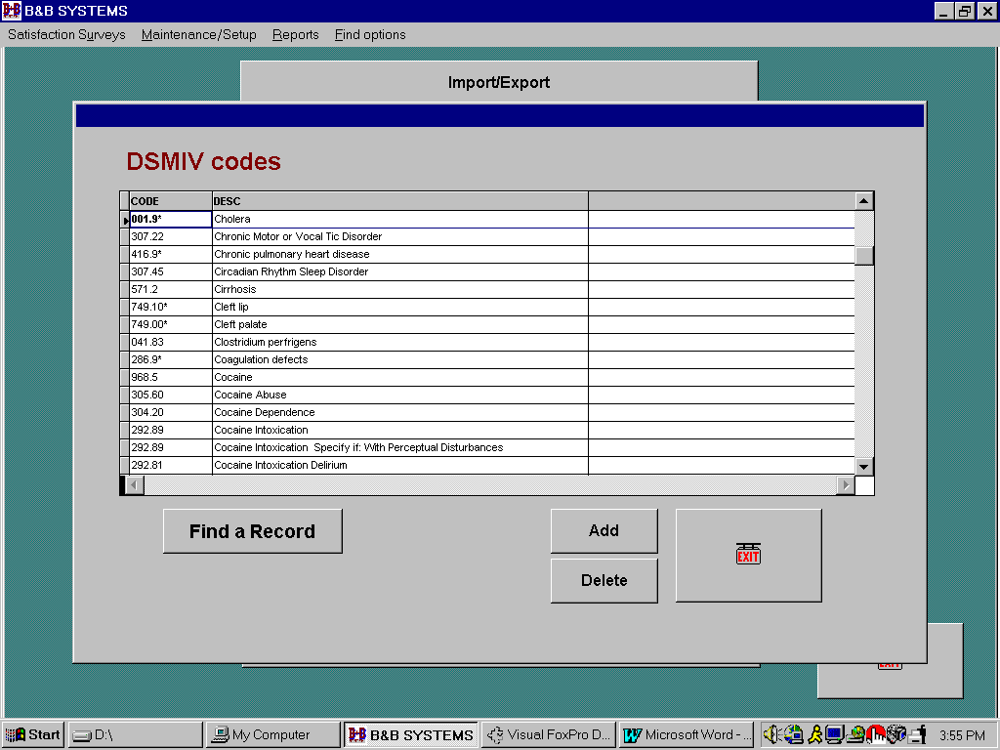 B&B SYSTEMS
Satisfaction Surveys Maintenance/Setup Reports Find options
Import/Export
DSMIV codes
CODE DESC
001.9* Cholera
307.22 Chronic Motor or Vocal Tic Disorder
416.9* Chronic pulmonary heart disease
307.45 Circadian Rhythm Sleep Disorder
571.2 Cirrhosis
749.10* Cleft lip
749.00* Cleft palate
041.83 Clostridium perfrigens
286.9* Coagulation defects
968.5 Cocaine
305.60 Cocaine Abuse
304.20 Cocaine Dependence
292.89 Cocaine Intoxication
292.89 Cocaine Intoxication  Specify if: With Perceptual Disturbances
292.81 Cocaine Intoxication Delirium
Find a Record Add
EXIT
Delete
EXIT
Start D:\ My Computer B&B SYSTEMS Visual FoxPro D... Microsoft Word - ... 3:55 PM